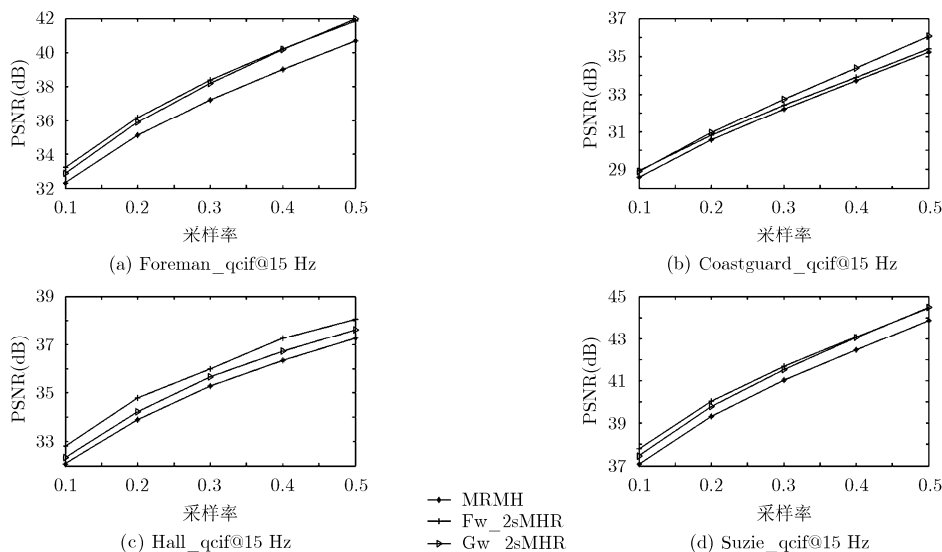 42
40
38
36
34
32
PSNR(dB)
0.1 0.2 0.3 0.4 0.5
采样率
(a) Foreman_qcif@15 Hz
37
35
33
31
29
PSNR(dB)
0.1 0.2 0.3 0.4 0.5
采样率
(b) Coastguard_qcif@15 Hz
39
37
35
33
PSNR(dB)
0.1 0.2 0.3 0.4 0.5
采样率
(c) Hall_qcif@15 Hz
MRMH
Fw_2sMHR
Gw_2sMHR
45
43
41
39
37
PSNR(dB)
0.1 0.2 0.3 0.4 0.5
采样率
(d) Suzie_qcif@15 Hz